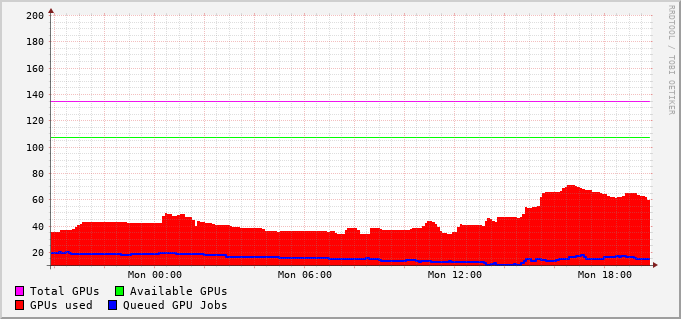 200
180
160
140
120
100
80
60
40
20
Mon 00:00 Mon 06:00 Mon 12:00 Mon 18:00
Total GPUs Available GPUs
GPUs used Queued GPU Jobs
RRDTOOL / TOBI OETIKER